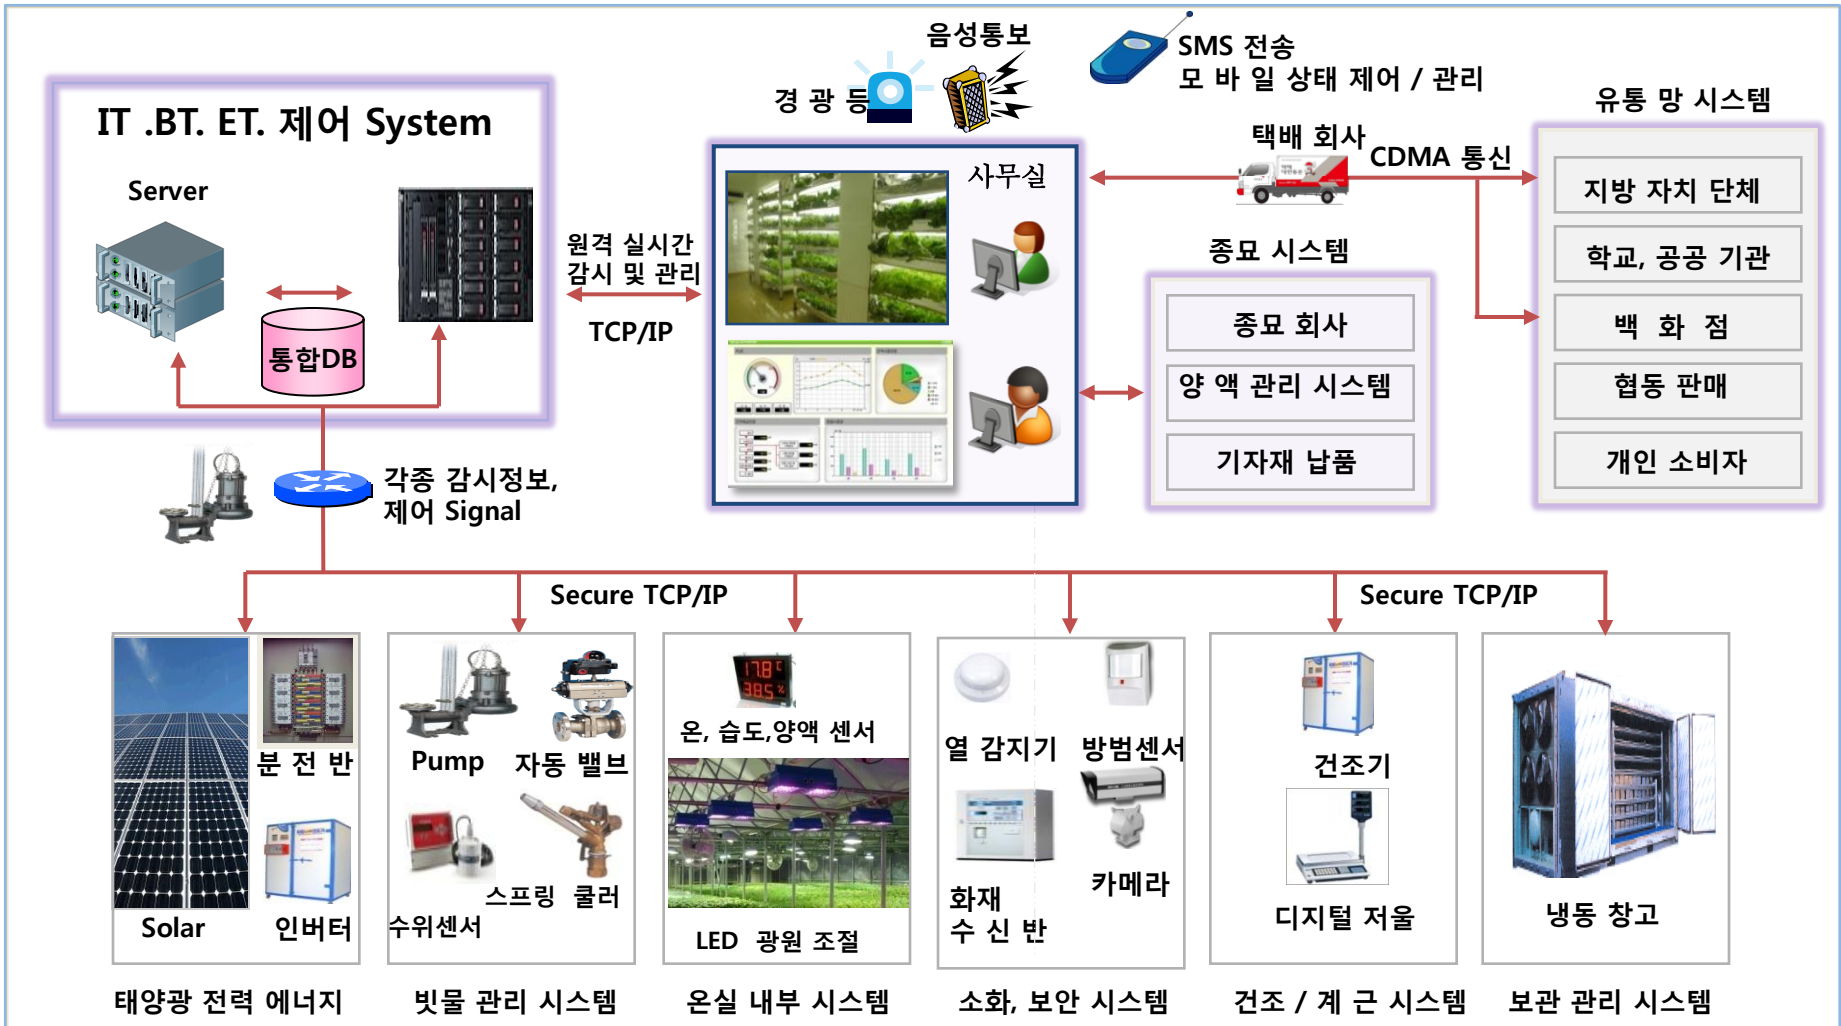 음성통보
SMS 전송
모 바 일 상태 제어 / 관리
경 광 등
유통 망 시스템
IT .BT. ET. 제어 System
택배 회사
CDMA 통신
사무실
Server
지방 자치 단체
원격 실시간
감시 및 관리
종묘 시스템
학교, 공공 기관
TCP/IP
종묘 회사
백 화 점
통합DB
양 액 관리 시스템
협동 판매
기자재 납품
개인 소비자
각종 감시정보,
제어 Signal
Secure TCP/IP
Secure TCP/IP
17.8 ℃
38.5 %
온, 습도,양액 센서
분 전 반
Pump
자동 밸브
열 감지기
방범센서
건조기
스프링 쿨러
카메라
화재
수 신 반
Solar
인버터
수위센서
LED 광원 조절
디지털 저울
냉동 창고
태양광 전력 에너지
빗물 관리 시스템
온실 내부 시스템
소화, 보안 시스템
건조 / 계 근 시스템
보관 관리 시스템